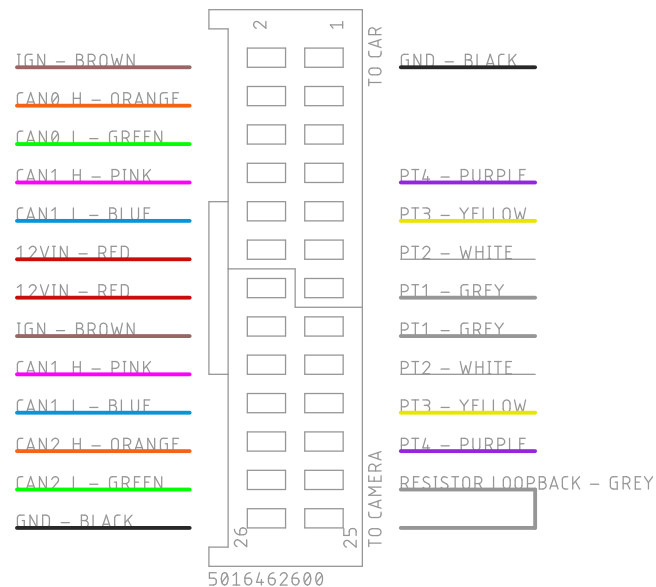 2 1
IGN – BROWN
CAN0 H – ORANGE
CAN0 L – GREEN
CAN1 H – PINK
CAN1 L – BLUE
12VIN – RED
12VIN – RED
IGN – BROWN
CAN1 H – PINK
CAN1 L – BLUE
CAN2 H – ORANGE
CAN2 L – GREEN
GND – BLACK
TO CAR
TO CAMERA
GND – BLACK
PT4 – PURPLE
PT3 – YELLOW
PT2 – WHITE
PT1 – GREY
PT1 – GREY
PT2 – WHITE
PT3 – YELLOW
PT4 – PURPLE
RESISTOR LOOPBACK – GREY
26 25
5016462600